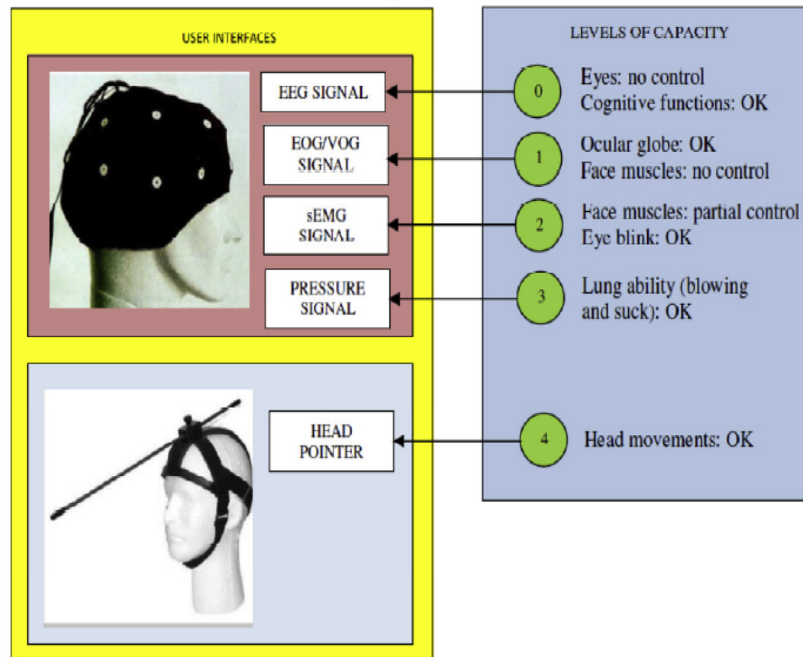 USER INTERFACES
EEG SIGNAL
EOG/VOG
SIGNAL
sEMG
SIGNAL
PRESSURE
SIGNAL
HEAD
POINTER
LEVELS OF CAPACITY
0
Eyes: no control
Cognitive functions: OK
1
Ocular globe: OK
Face muscles: no control
2
Face muscles: partial control
Eye blink: OK
3
Lung ability (blowing
and suck): OK
4
Head movements: OK